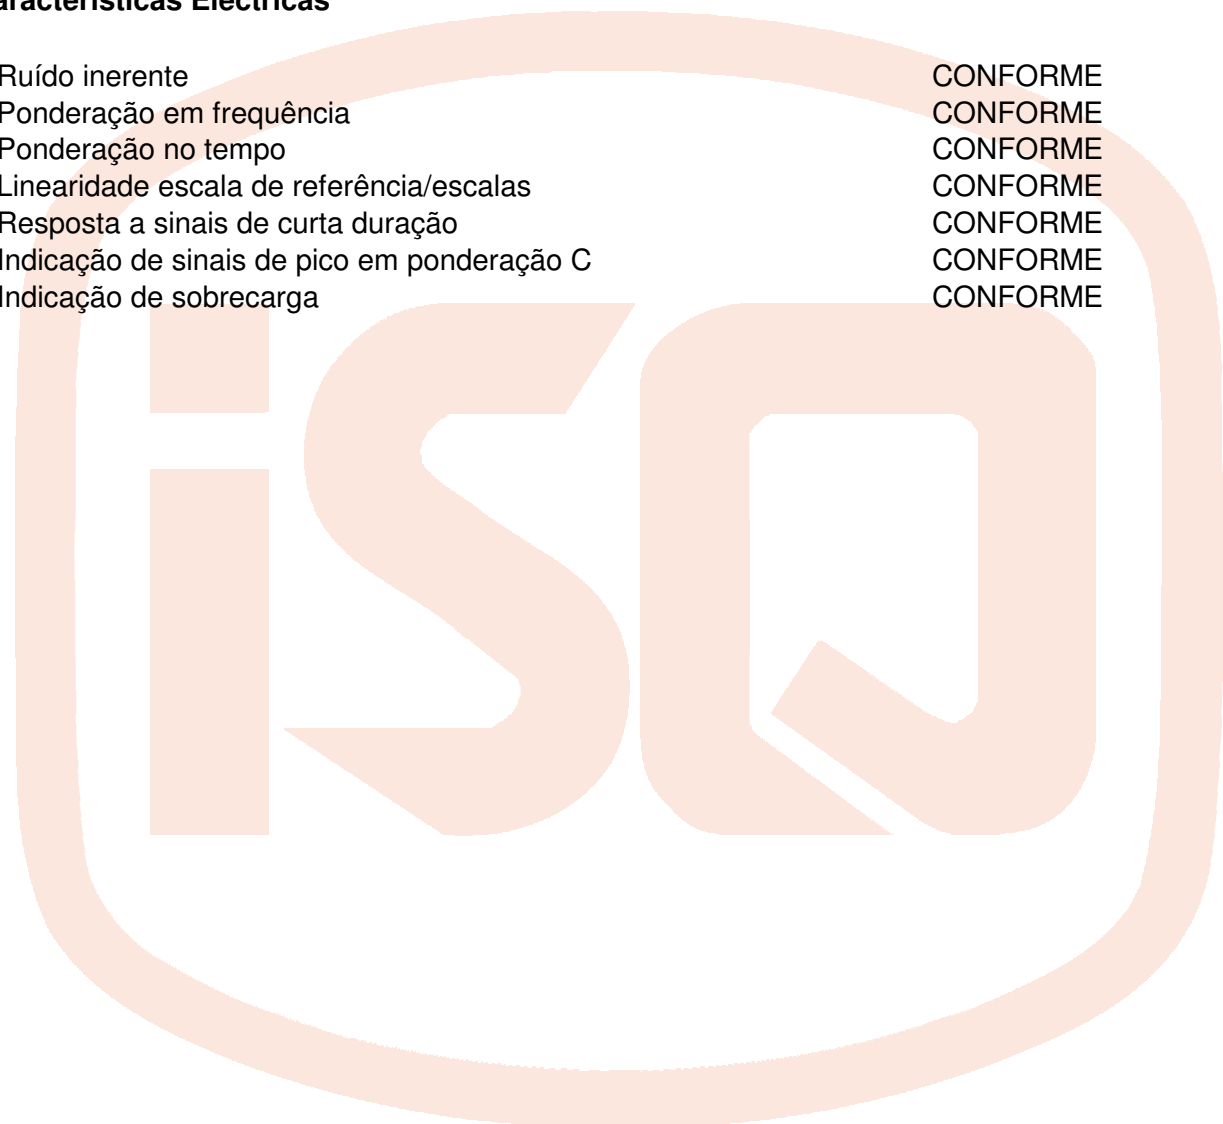 aracterísticas Eléctricas
Ruído inerente CONFORME
Ponderação em frequência CONFORME
Ponderação no tempo CONFORME
Linearidade escala de referência/escalas CONFORME
Resposta a sinais de curta duração CONFORME
Indicação de sinais de pico em ponderação C CONFORME
Indicação de sobrecarga CONFORME
iSQ